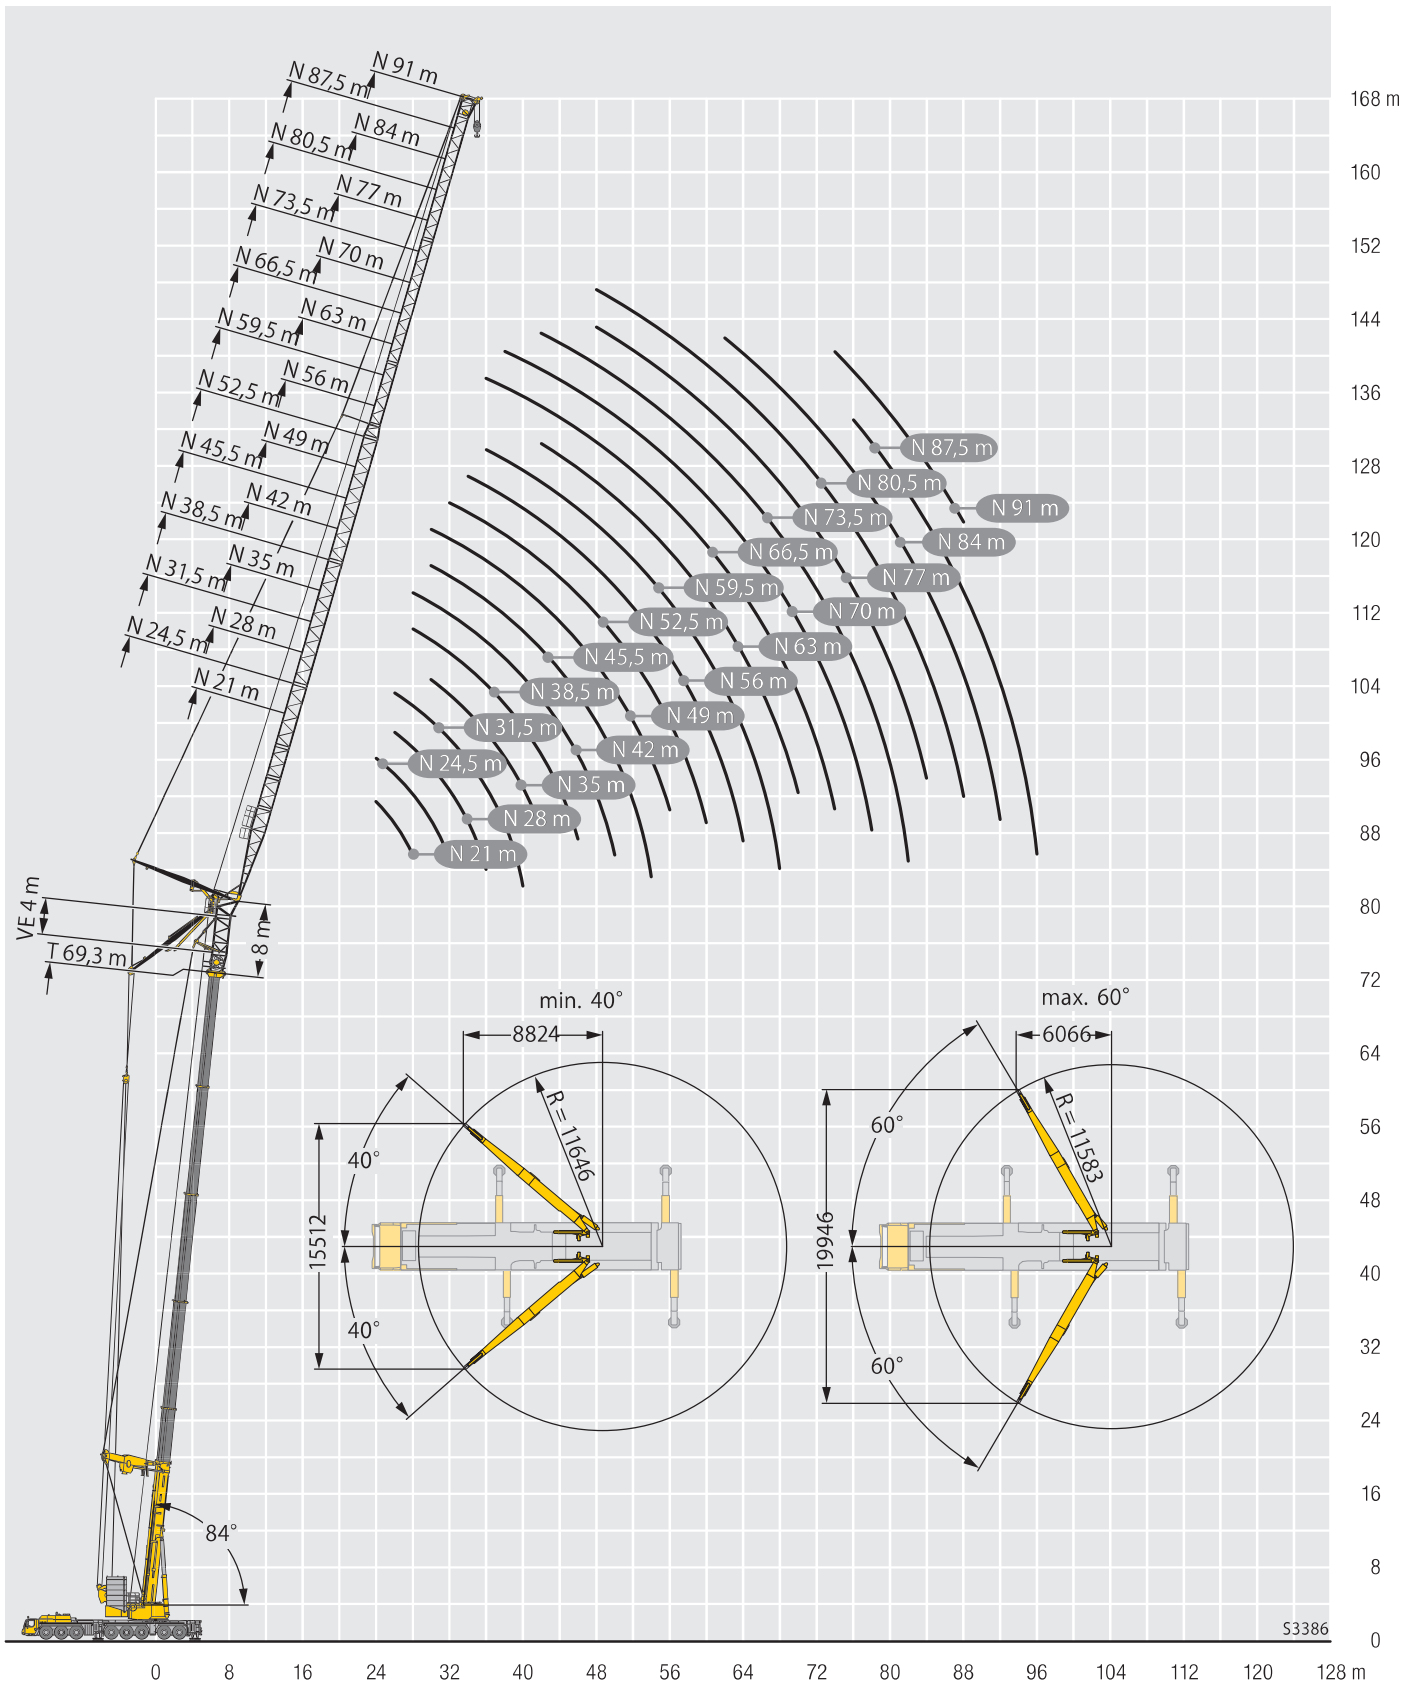 N 91 m
N 87,5 m
N 84 m
N 80,5 m
N 77 m
N 73,5 m
N 70 m
N 66,5 m
N 63 m
N 59,5 m
N 56 m
N 52,5 m
N 49 m
N 45,5 m
N 42 m
N 38,5 m
N 35 m
N 31,5 m
N 28 m
N 24,5 m
N 21 m
VE 4 m
T 69,3 m
8 m
84°
N 87,5 m
N 80,5 m
N 91 m
N 73,5 m
N 84 m
N 66,5 m
N 77 m
N 59,5 m
N 70 m
N 52,5 m
N 63 m
N 45,5 m
N 56 m
N 38,5 m
N 49 m
N 31,5 m
N 42 m
N 24,5 m
N 35 m
N 28 m
N 21 m
min. 40°
8824
R = 11646
40°
15512
40°
max. 60°
6066
R = 11583
60°
19946
60°
168 m
160
152
144
136
128
120
112
104
96
88
80
72
64
56
48
40
32
24
16
8
0
S3386
0 8 16 24 32 40 48 56 64 72 80 88 96 104 112 120 128 m